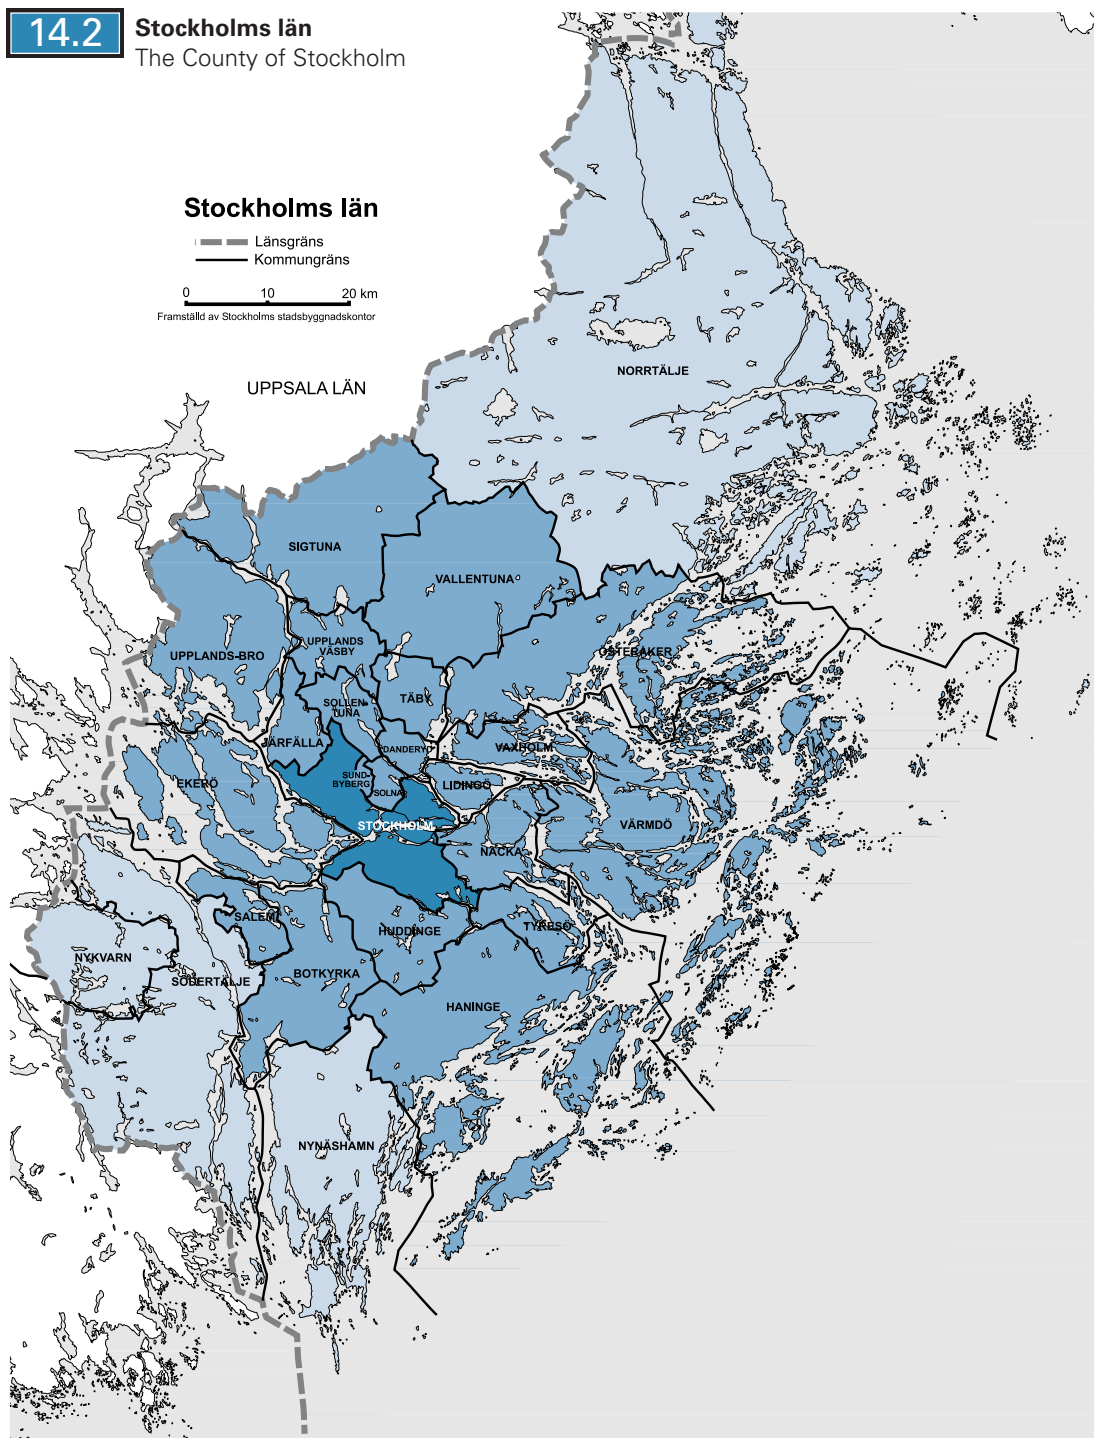 14.2
Stockholms län
The County of Stockholm
Stockholms län
Länsgräns
Kommungräns
0 10 20 km
Framställd av Stockholms stadsbyggnadskontor
UPPSALA LÄN
NORRTÄLJE
SIGTUNA
VALLENTUNA
UPPLANDS
VÄSBY
UPPLANDS-BRO
ÖSTERÅKER
TÄBY
SOLLEN-
TUNA
JÄRFÄLLA
DANDERYD
VAXHOLM
EKERÖ
SUND-
BYBERG
SOLNA
LIDINGÖ
STOCKHOLM
VÄRMDÖ
NACKA
SALEM
HUDDINGE
TYRESÖ
NYKVARN
SÖDERTÄLJE
BOTKYRKA
HANINGE
NYNÄSHAMN